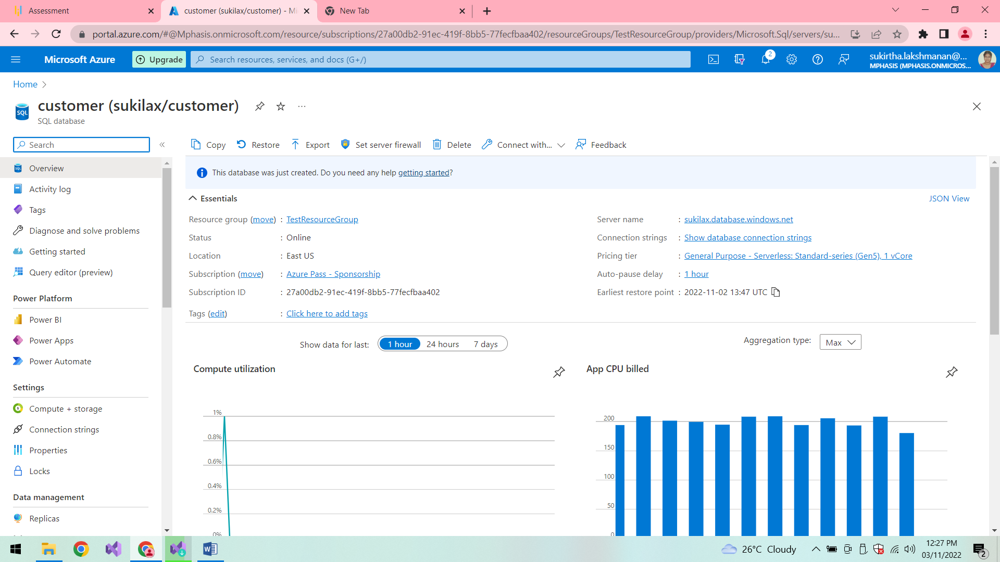 Assessment
customer (sukilax/customer) - Mi
New Tab
portal.azure.com/#@Mphasis.onmicrosoft.com/resource/subscriptions/27a00db2-91ec-419f-8bb5-77fecfbaa402/resourceGroups/TestResourceGroup/providers/Microsoft.Sql/servers/su...
Microsoft Azure
Upgrade
Search resources, services, and docs (G+/)
2
sukirtha.lakshmanan@...
MPHASIS (MPHASIS.ONMICROS...
Home
SQL
customer (sukilax/customer)
...
SQL database
Search
Copy
Restore
Export
Set server firewall
Delete
Connect with...
Feedback
Overview
Activity log
Tags
Diagnose and solve problems
Getting started
Query editor (preview)
Power Platform
Power BI
Power Apps
Power Automate
Settings
Compute + storage
Connection strings
Properties
Locks
Data management
Replicas
This database was just created. Do you need any help getting started?
Essentials
JSON View
Resource group (move) : TestResourceGroup
Status : Online
Location : East US
Subscription (move) : Azure Pass - Sponsorship
Subscription ID : 27a00db2-91ec-419f-8bb5-77fecfbaa402
Tags (edit) : Click here to add tags
Server name : sukilax.database.windows.net
Connection strings : Show database connection strings
Pricing tier : General Purpose - Serverless: Standard-series (Gen5), 1 vCore
Auto-pause delay : 1 hour
Earliest restore point : 2022-11-02 13:47 UTC
Show data for last: 1 hour 24 hours 7 days
Aggregation type: Max
Compute utilization
1%
0.8%
0.6%
0.4%
0.2%
0%
App CPU billed
200
150
100
50
0
26°C Cloudy
12:27 PM
03/11/2022
2